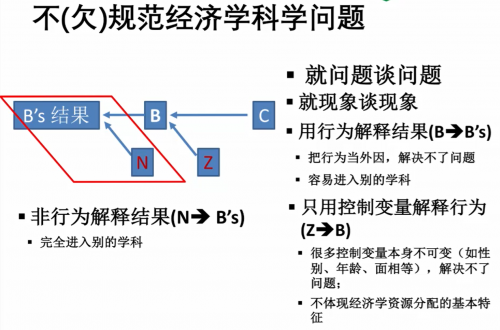 不(欠)规范经济学科学问题
B's 结果
B
C
N
Z
▪ 非行为解释结果(N➔ B's)
▪ 完全进入别的学科
▪ 就问题谈问题
▪ 就现象谈现象
▪ 用行为解释结果(B➔B's)
▪ 把行为当外因，解决不了问题
▪ 容易进入别的学科
▪ 只用控制变量解释行为
(Z➔B)
▪ 很多控制变量本身不可变（如性
别、年龄、面相等），解决不了
问题；
▪ 不体现经济学资源分配的基本特
征